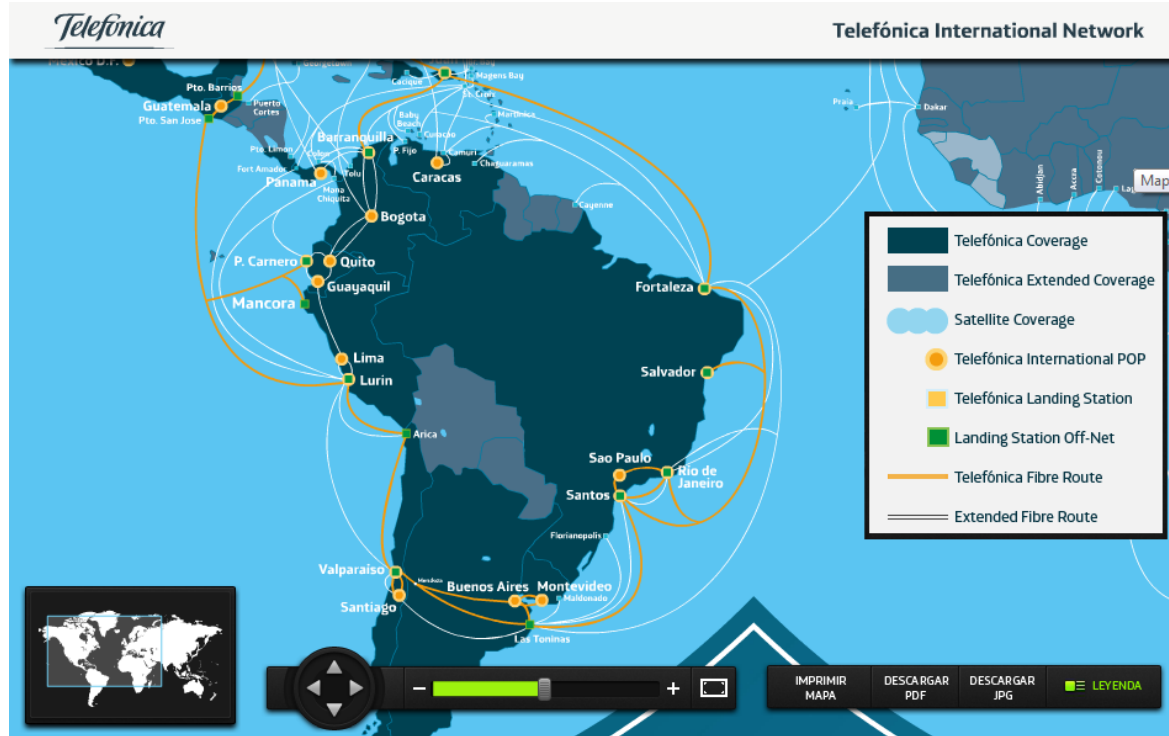 Telefónica
Telefónica International Network
México D.F.
Georgetown
Cacique
Magens Bay
St. Croix
Pto. Barrios
Guatemala
Puerto
Cortes
Pto. San Jose
Baby
Beach
Martinica
Curacao
Barranquilla
P. Fijo
Camuri
Chaguaramas
Pto. Limon
Colon
Fort Amador
Tolu
Panama
Mana
Chiquita
Caracas
Cayenne
Bogota
P. Carnero
Quito
Guayaquil
Mancora
Fortaleza
Lima
Lurin
Salvador
Arica
Sao Paulo
Rio de
Janeiro
Santos
Florianopolis
Valparaiso
Mendoza
Buenos Aires
Montevideo
Maldonado
Santiago
Las Toninas
Praia
Dakar
Abidjan
Accra
Cotonou
Map
Telefónica Coverage
Telefónica Extended Coverage
Satellite Coverage
Telefónica International POP
Telefónica Landing Station
Landing Station Off-Net
Telefónica Fibre Route
Extended Fibre Route
IMPRIMIR
MAPA
DESCARGAR
PDF
DESCARGAR
JPG
LEYENDA